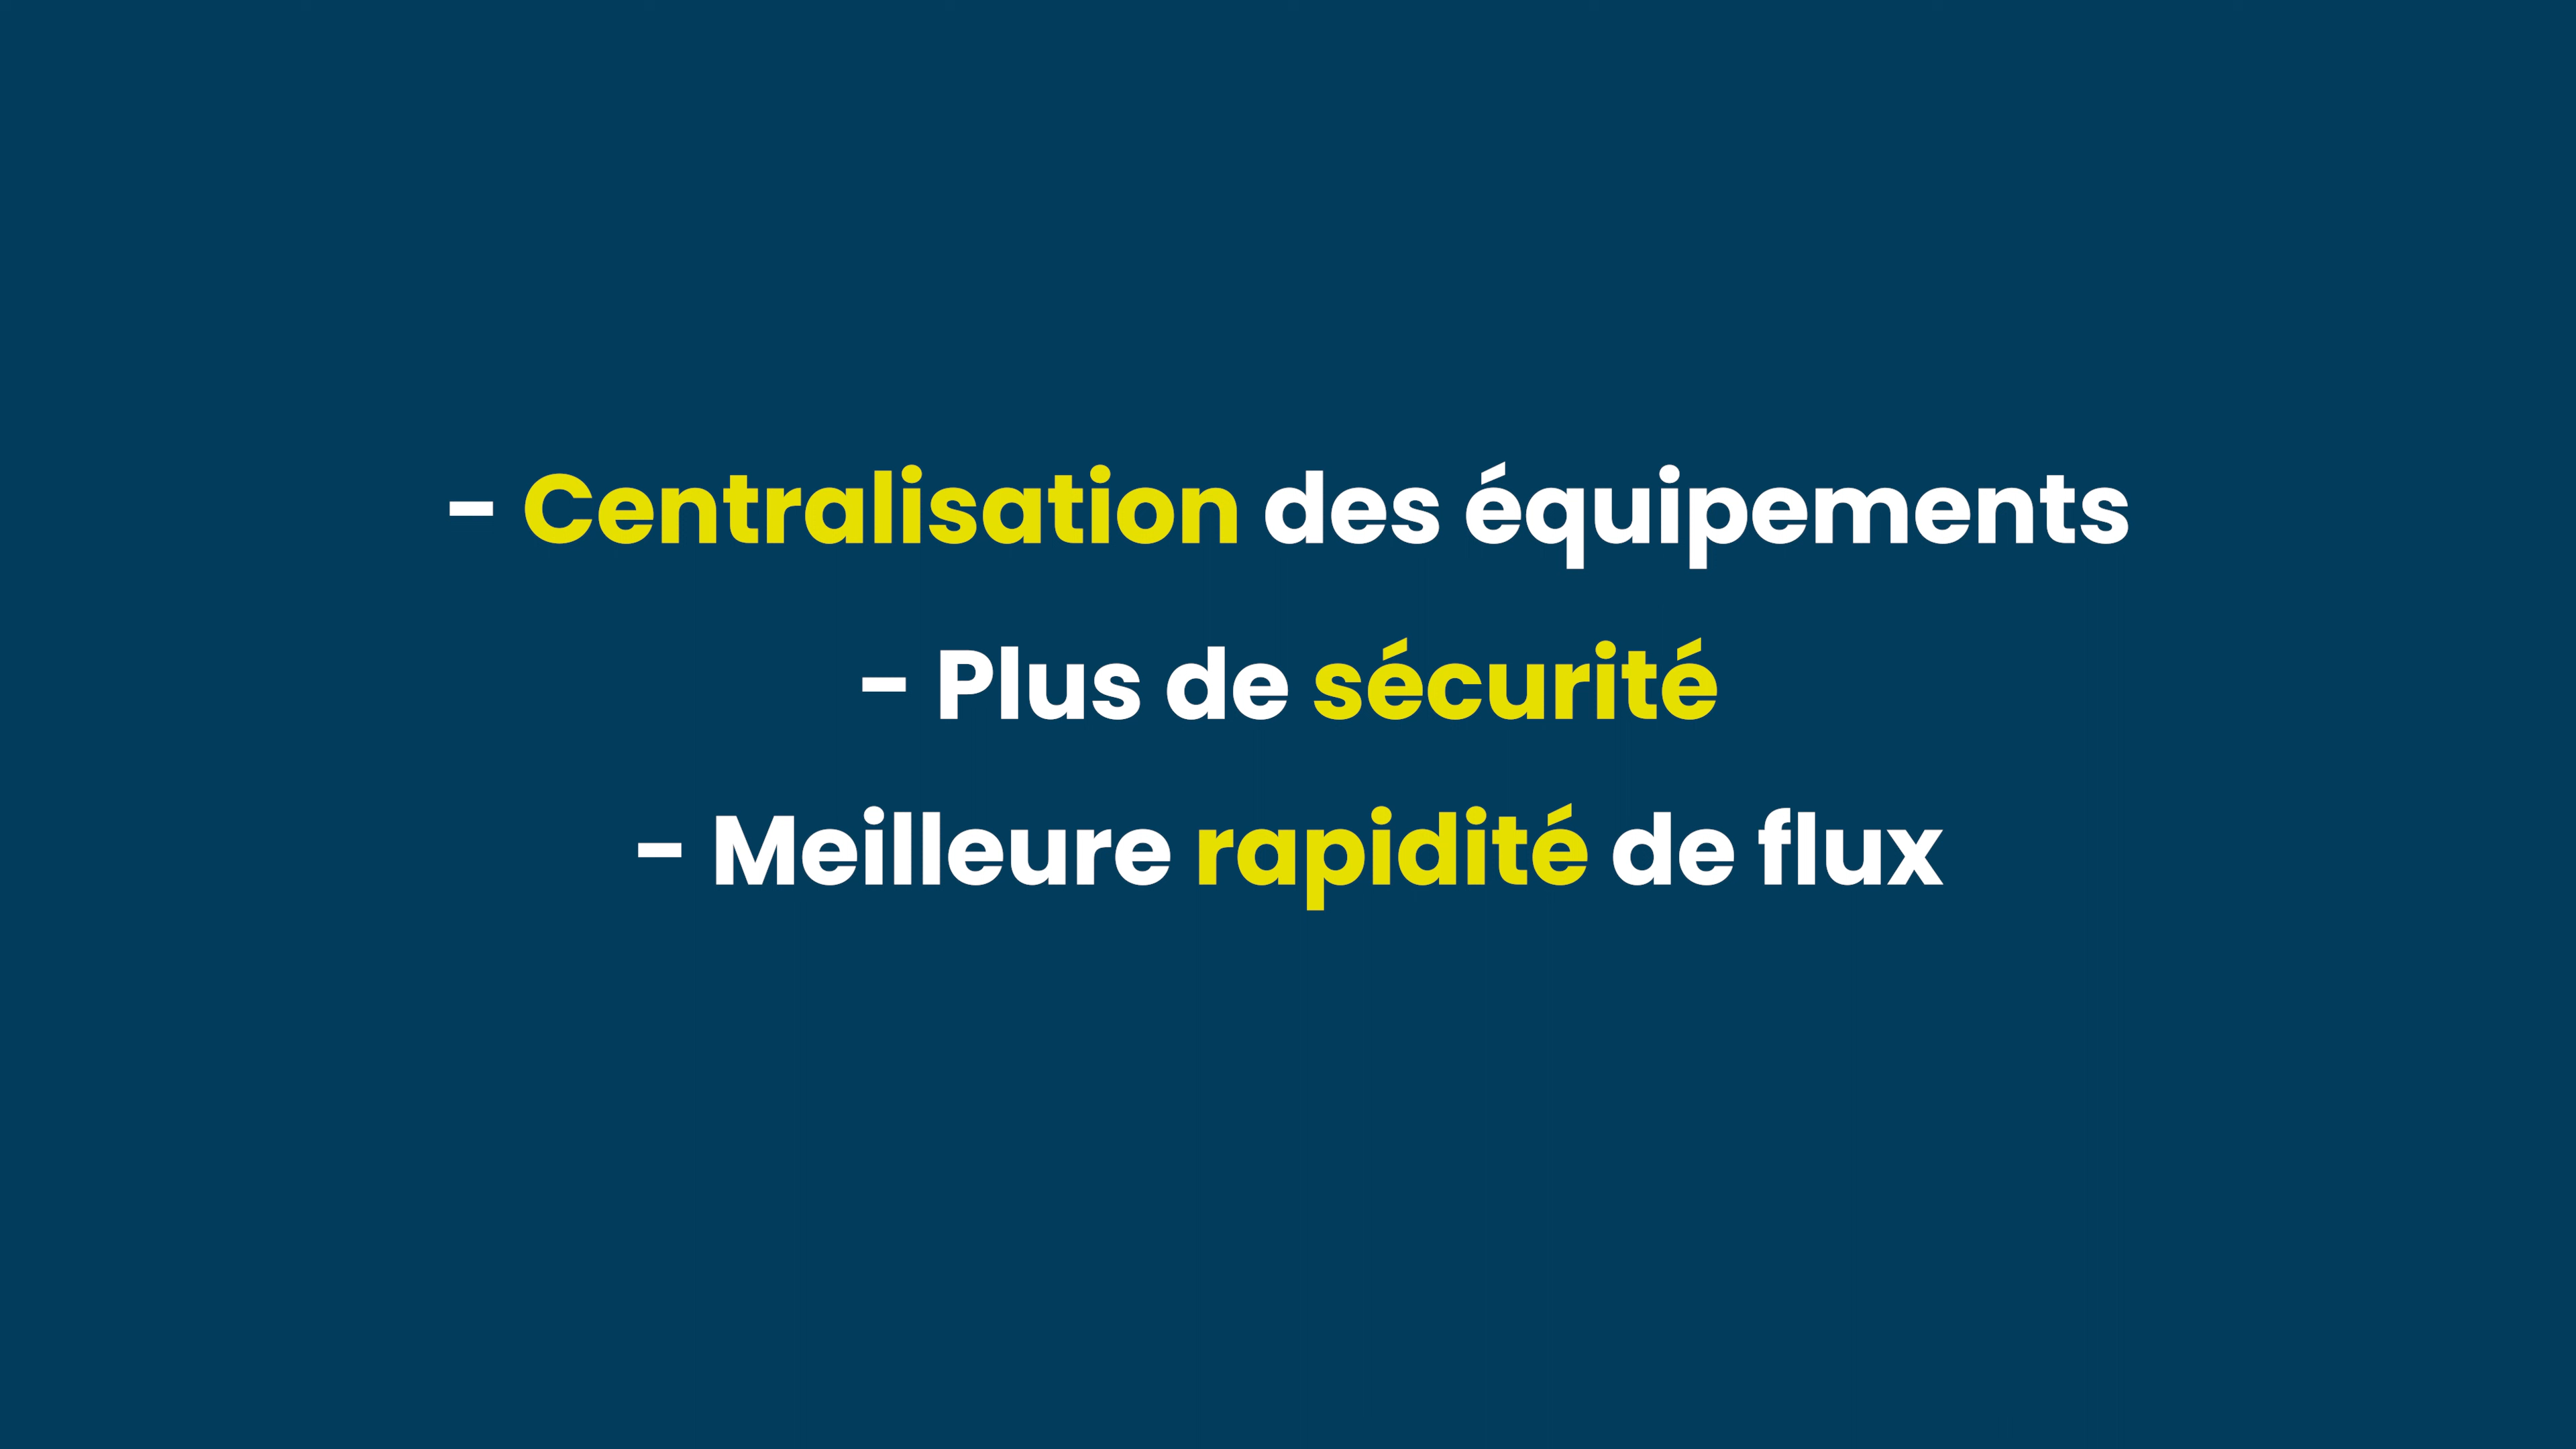 - Centralisation des équipements
- Plus de sécurité
- Meilleure rapidité de flux